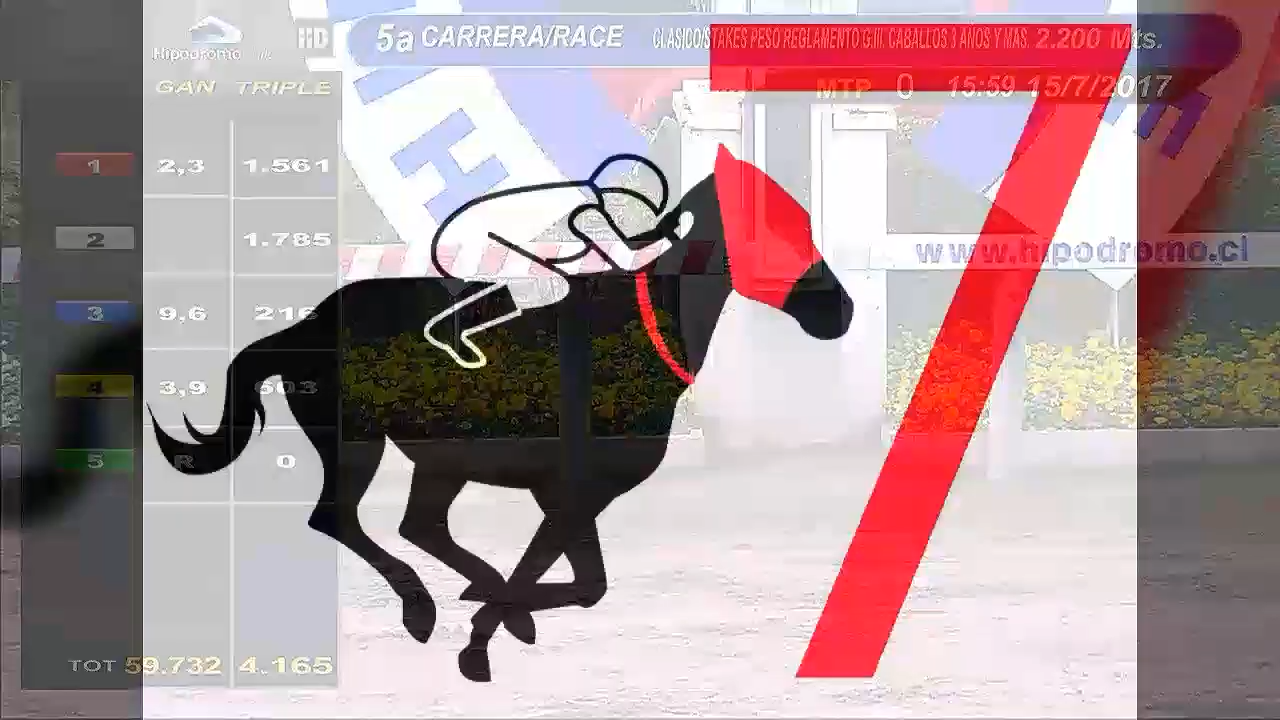 Hipodromo
HD
5a CARRERA/RACE
CLASICO/STAKES PESO REGLAMENTO G.III. CABALLOS 3 AÑOS Y MAS. 2.200 Mts.
GAN TRIPLE
MTP 0 15:59 15/7/2017
1 2,3 1.561
2 1.785
3 9,6 216
4 3,9 603
5 R 0
TOT 59.732 4.165
www.hipodromo.cl
7